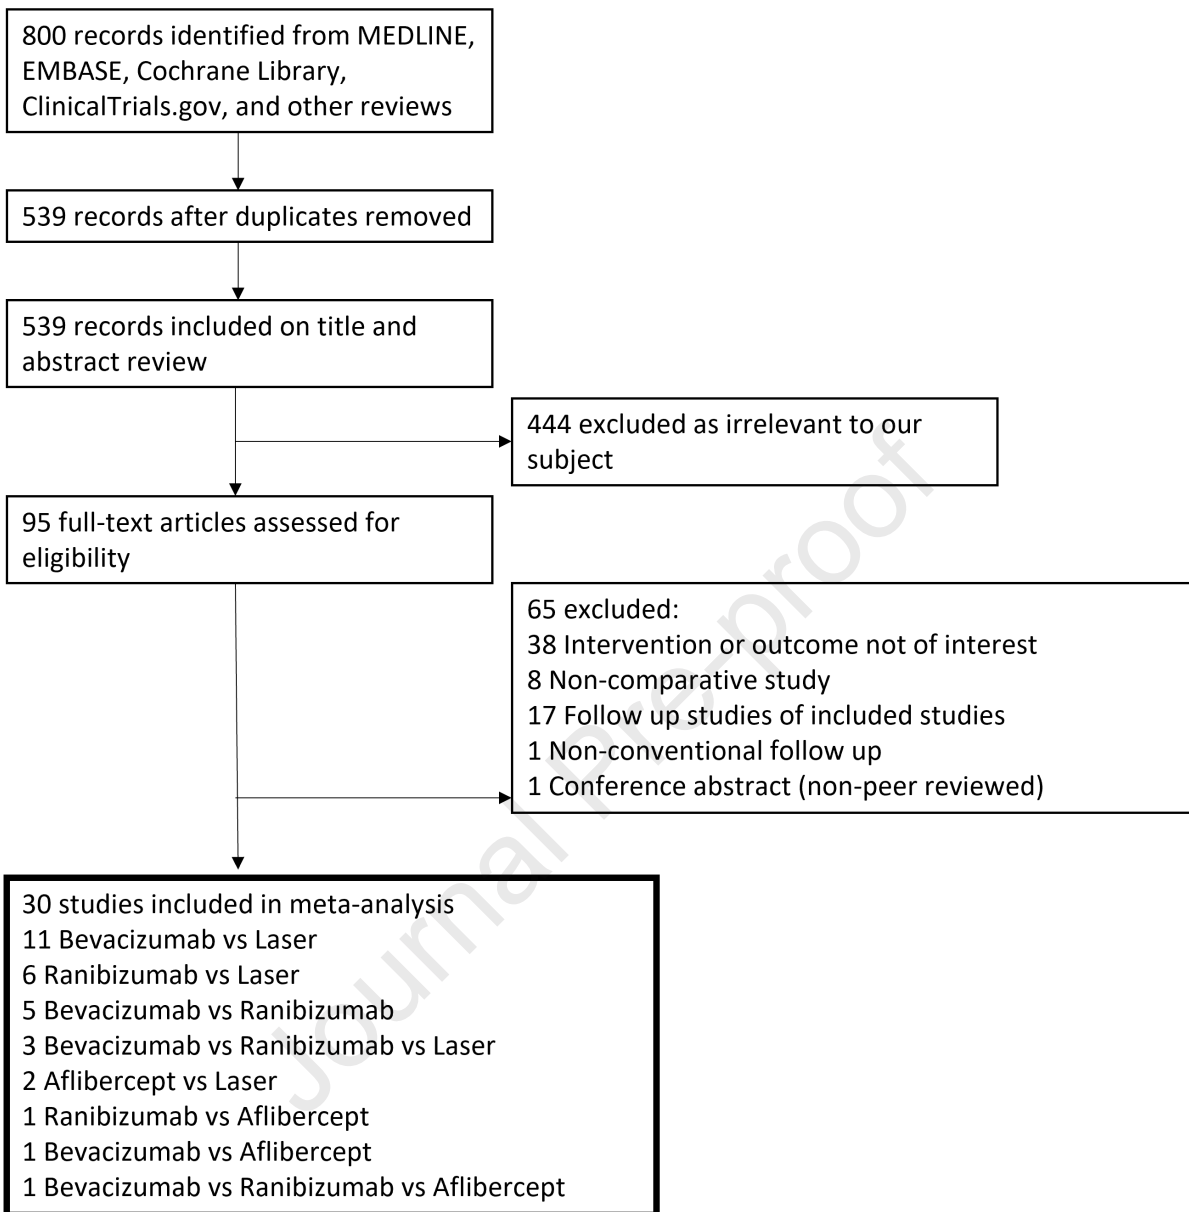 800 records identified from MEDLINE,
EMBASE, Cochrane Library,
ClinicalTrials.gov, and other reviews
539 records after duplicates removed
539 records included on title and
abstract review
444 excluded as irrelevant to our
subject
95 full-text articles assessed for
eligibility
65 excluded:
38 Intervention or outcome not of interest
8 Non-comparative study
17 Follow up studies of included studies
1 Non-conventional follow up
1 Conference abstract (non-peer reviewed)
30 studies included in meta-analysis
11 Bevacizumab vs Laser
6 Ranibizumab vs Laser
5 Bevacizumab vs Ranibizumab
3 Bevacizumab vs Ranibizumab vs Laser
2 Aflibercept vs Laser
1 Ranibizumab vs Aflibercept
1 Bevacizumab vs Aflibercept
1 Bevacizumab vs Ranibizumab vs Aflibercept
Journal Pre-proof